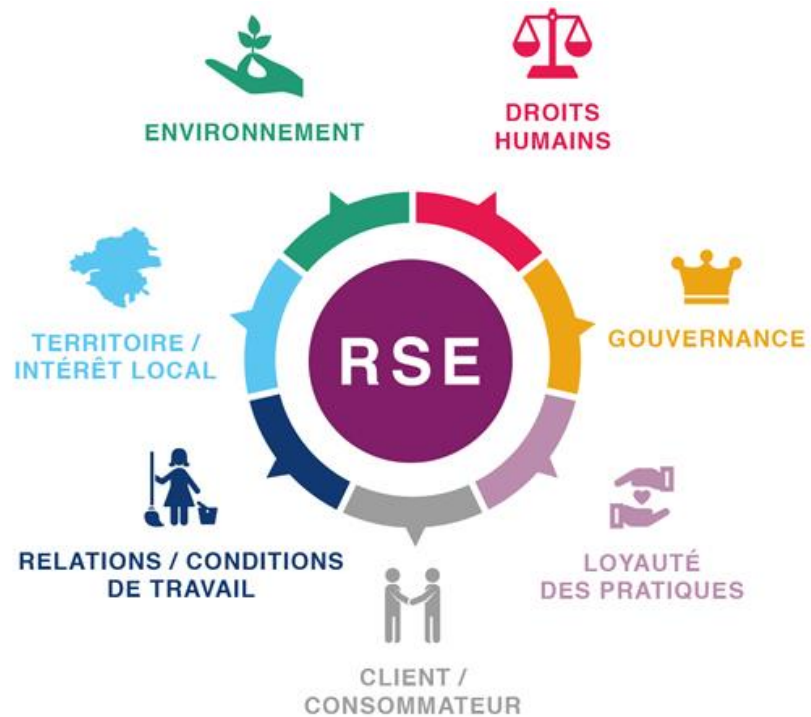 ENVIRONNEMENT
DROITS
HUMAINS
TERRITOIRE /
INTÉRÊT LOCAL
RSE
GOUVERNANCE
RELATIONS / CONDITIONS
DE TRAVAIL
LOYAUTÉ
DES PRATIQUES
CLIENT /
CONSOMMATEUR